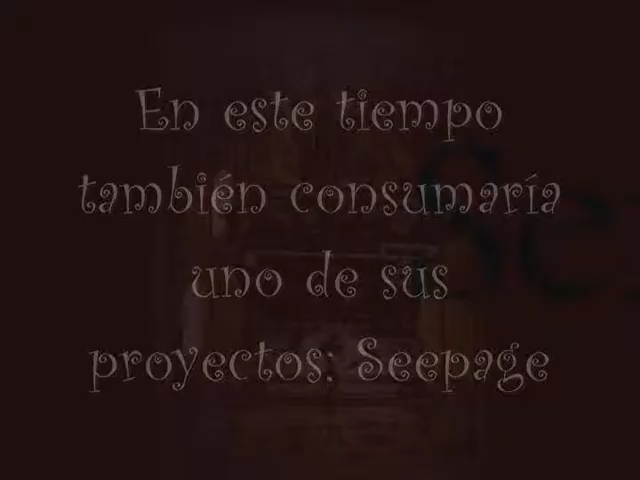 En este tiempo
también consumaría
uno de sus
proyectos: Seepage